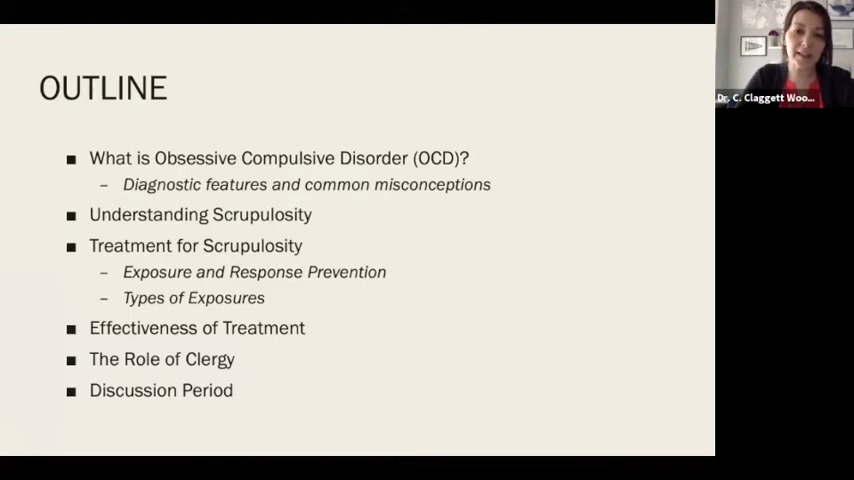 OUTLINE
■ What is Obsessive Compulsive Disorder (OCD)?
– Diagnostic features and common misconceptions
■ Understanding Scrupulosity
■ Treatment for Scrupulosity
– Exposure and Response Prevention
– Types of Exposures
■ Effectiveness of Treatment
■ The Role of Clergy
■ Discussion Period
Dr. C. Claggett Woo...